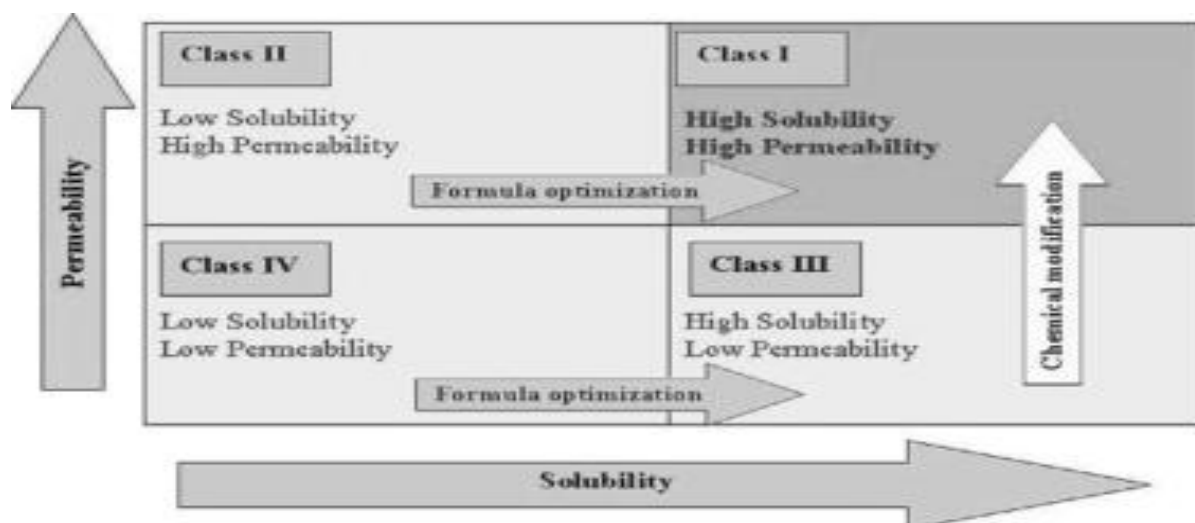 Class II
Low Solubility
High Permeability
Class I
High Solubility
High Permeability
Formula optimization
Permeability
Class IV
Low Solubility
Low Permeability
Class III
High Solubility
Low Permeability
Formula optimization
Chemical modification
Solubility